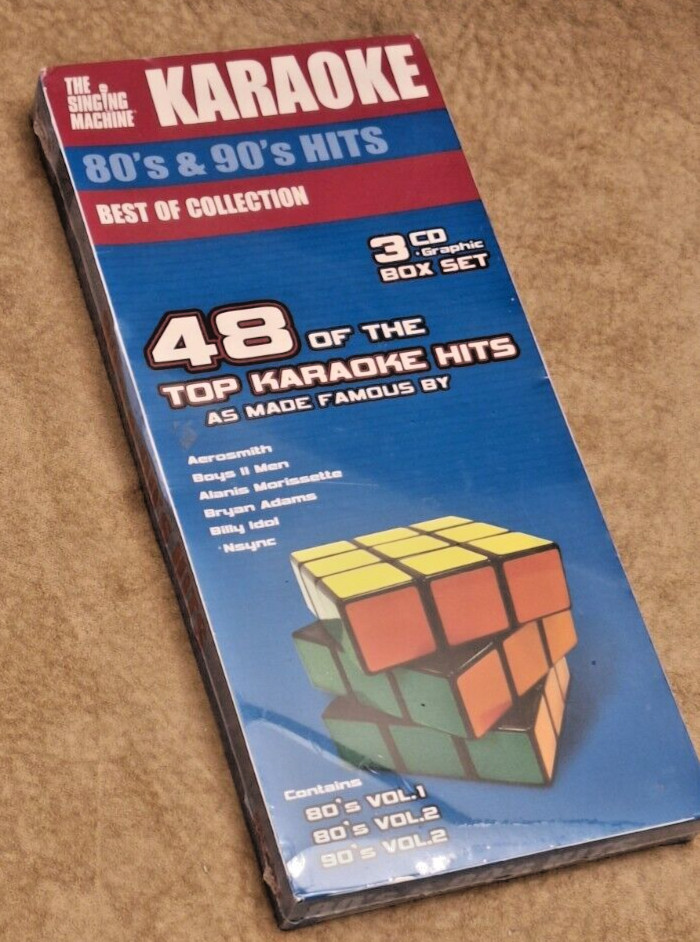 THE
SINGING
MACHINE
KARAOKE
80's & 90's HITS
BEST OF COLLECTION
3 CD
•Graphic
BOX SET
48 OF THE
TOP KARAOKE HITS
AS MADE FAMOUS BY
Aerosmith
Boys II Men
Alanis Morissette
Bryan Adams
Billy Idol
*Nsync
Contains
80's VOL.1
80's VOL.2
90's VOL.2